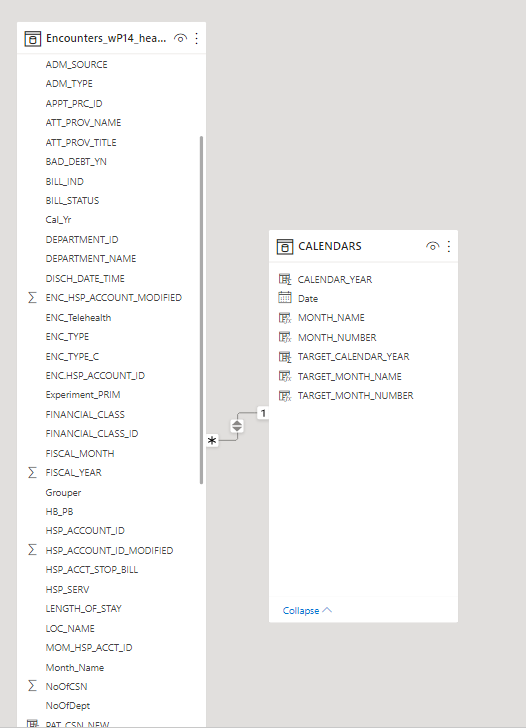 Encounters_wP14_hea...
ADM_SOURCE
ADM_TYPE
APPT_PRC_ID
ATT_PROV_NAME
ATT_PROV_TITLE
BAD_DEBT_YN
BILL_IND
BILL_STATUS
Cal_Yr
DEPARTMENT_ID
DEPARTMENT_NAME
DISCH_DATE_TIME
∑ ENC_HSP_ACCOUNT_MODIFIED
ENC_Telehealth
ENC_TYPE
ENC_TYPE_C
ENC.HSP_ACCOUNT_ID
Experiment_PRIM
FINANCIAL_CLASS
FINANCIAL_CLASS_ID
FISCAL_MONTH
∑ FISCAL_YEAR
Grouper
HB_PB
HSP_ACCOUNT_ID
∑ HSP_ACCOUNT_ID_MODIFIED
HSP_ACCT_STOP_BILL
HSP_SERV
LENGTH_OF_STAY
LOC_NAME
MOM_HSP_ACCT_ID
Month_Name
∑ NoOfCSN
NoOfDept
PAT_CSN_NEW
*
1
CALENDARS
CALENDAR_YEAR
Date
MONTH_NAME
MONTH_NUMBER
TARGET_CALENDAR_YEAR
TARGET_MONTH_NAME
TARGET_MONTH_NUMBER
Collapse